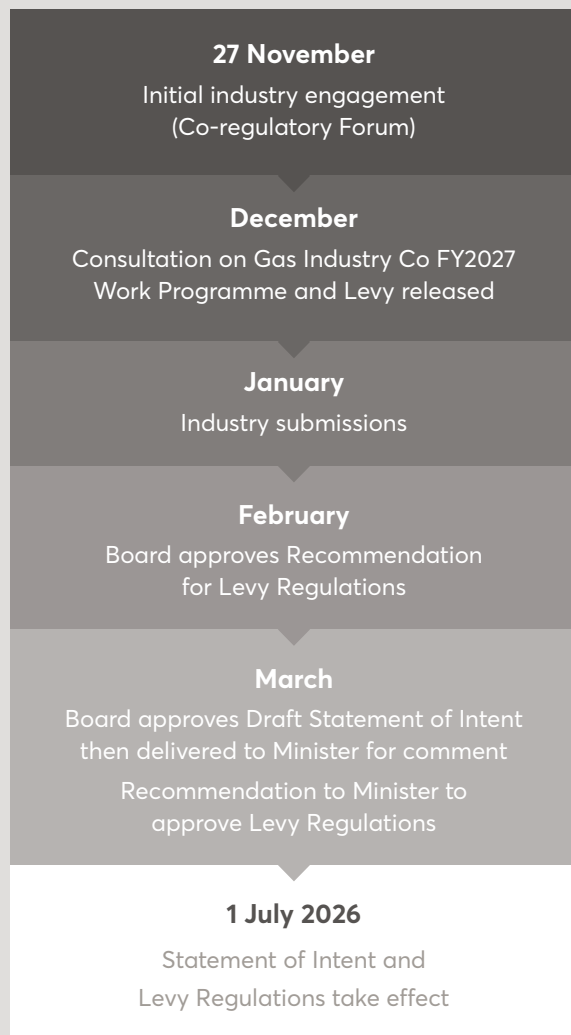 27 November
Initial industry engagement
(Co-regulatory Forum)
December
Consultation on Gas Industry Co FY2027
Work Programme and Levy released
January
Industry submissions
February
Board approves Recommendation
for Levy Regulations
March
Board approves Draft Statement of Intent
then delivered to Minister for comment
Recommendation to Minister to
approve Levy Regulations
1 July 2026
Statement of Intent and
Levy Regulations take effect